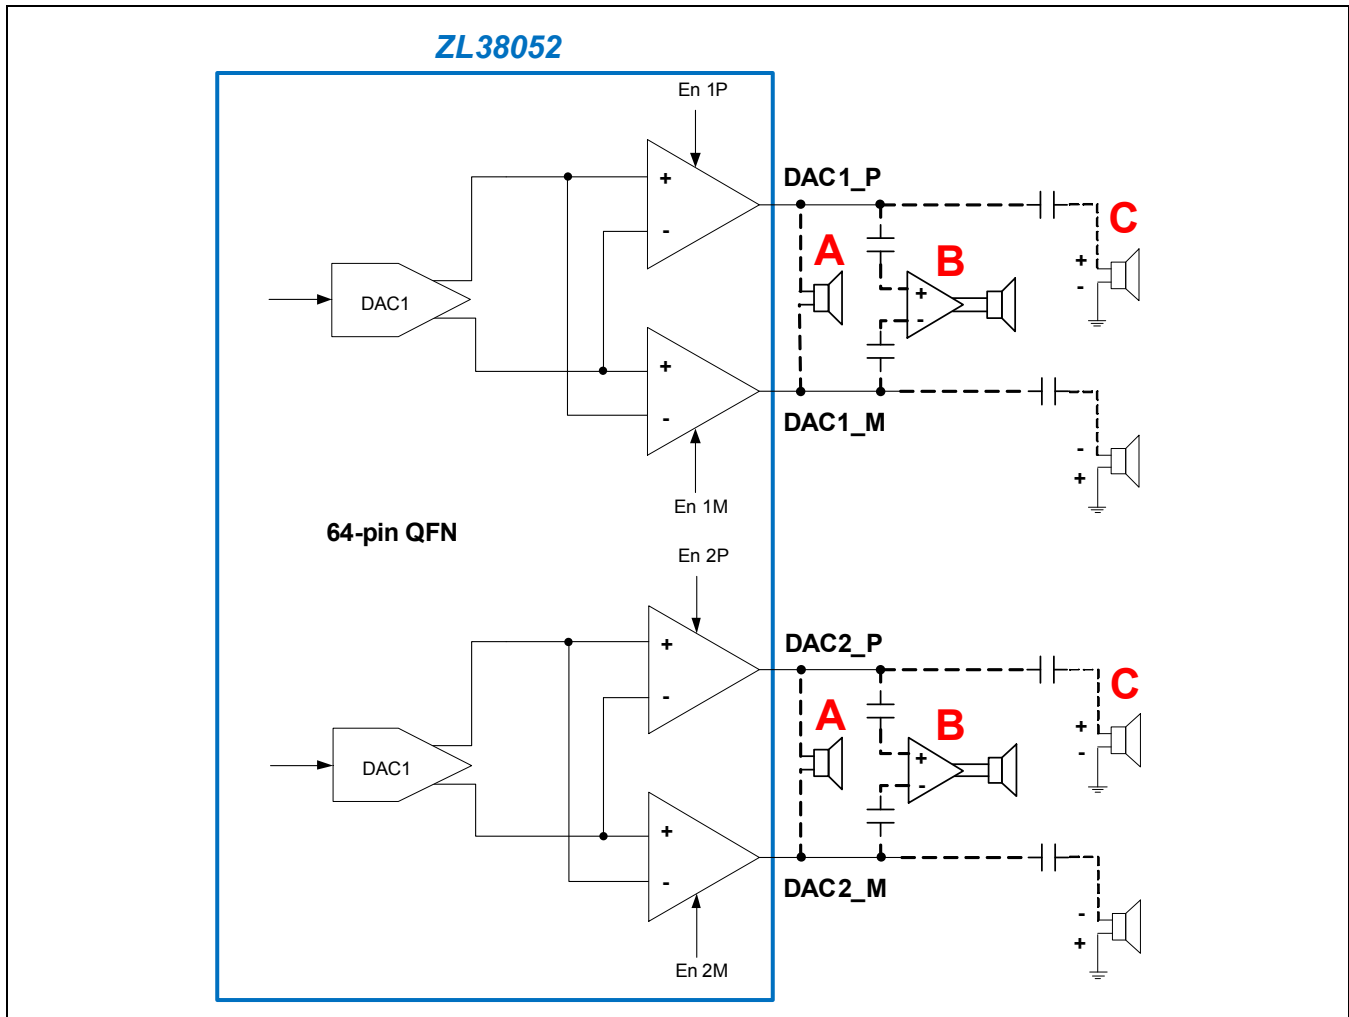 ZL38052
En 1P
DAC1_P
+
-
C
A
B
+
-
+
-
DAC1
+
-
DAC1_M
-
+
En 1M
64-pin QFN
En 2P
DAC2_P
+
-
C
A
B
+
-
+
-
DAC1
+
-
DAC2_M
-
+
En 2M